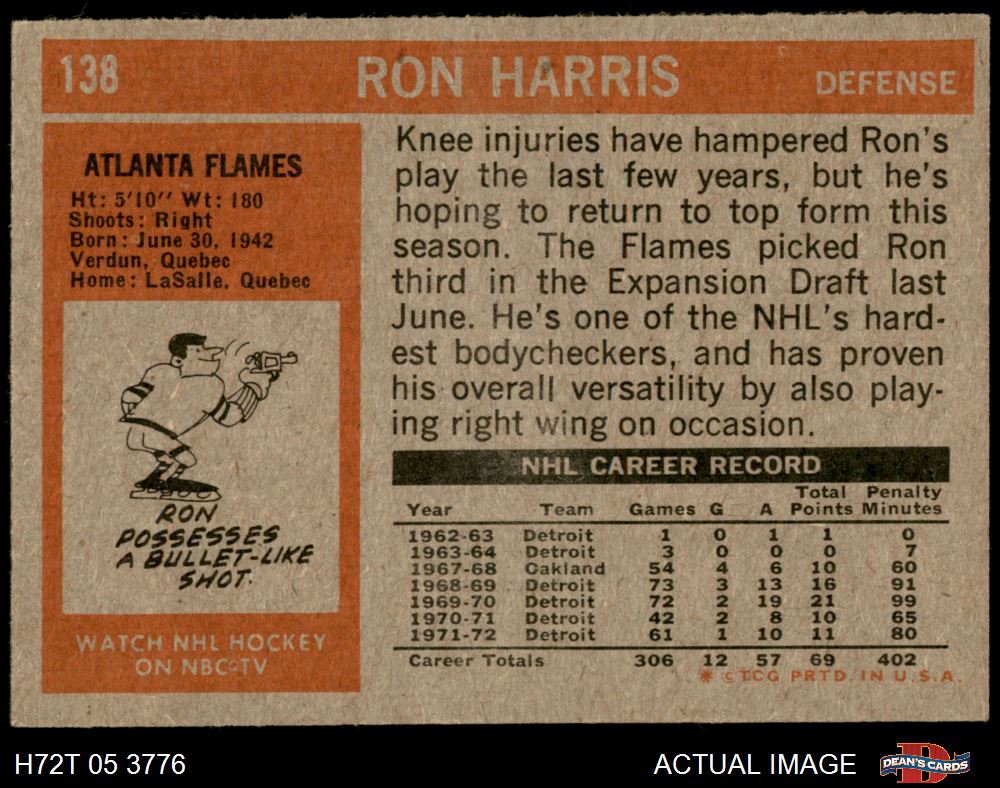 138 RON HARRIS DEFENSE
ATLANTA FLAMES
Ht: 5'10'' Wt: 180
Shoots: Right
Born: June 30, 1942
Verdun, Quebec
Home: LaSalle, Quebec
RON
POSSESSES
A BULLET-LIKE
SHOT.
WATCH NHL HOCKEY
ON NBC-TV
Knee injuries have hampered Ron's
play the last few years, but he's
hoping to return to top form this
season. The Flames picked Ron
third in the Expansion Draft last
June. He's one of the NHL's hard-
est bodycheckers, and has proven
his overall versatility by also play-
ing right wing on occasion.
NHL CAREER RECORD
Total Penalty
Year Team Games G A Points Minutes
1962-63 Detroit 1 0 1 1 0
1963-64 Detroit 3 0 0 0 7
1967-68 Oakland 54 4 6 10 60
1968-69 Detroit 73 3 13 16 91
1969-70 Detroit 72 2 19 21 99
1970-71 Detroit 42 2 8 10 65
1971-72 Detroit 61 1 10 11 80
Career Totals 306 12 57 69 402
* © TCG PRTD. IN U.S.A.
H72T 05 3776 ACTUAL IMAGE DEAN'S CARDS